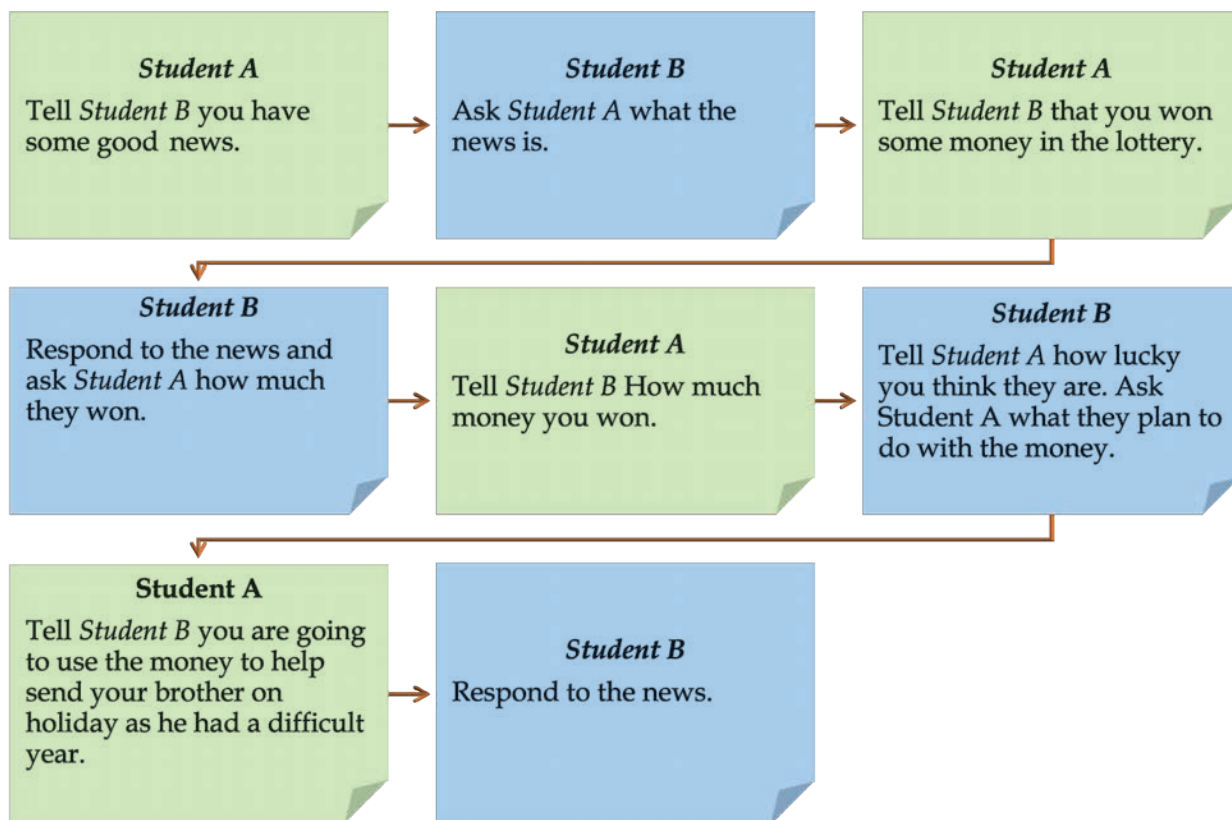 Student A
Tell Student B you have
some good news.
Student B
Ask Student A what the
news is.
Student A
Tell Student B that you won
some money in the lottery.
Student B
Respond to the news and
ask Student A how much
they won.
Student A
Tell Student B How much
money you won.
Student B
Tell Student A how lucky
you think they are. Ask
Student A what they plan to
do with the money.
Student A
Tell Student B you are going
to use the money to help
send your brother on
holiday as he had a difficult
year.
Student B
Respond to the news.